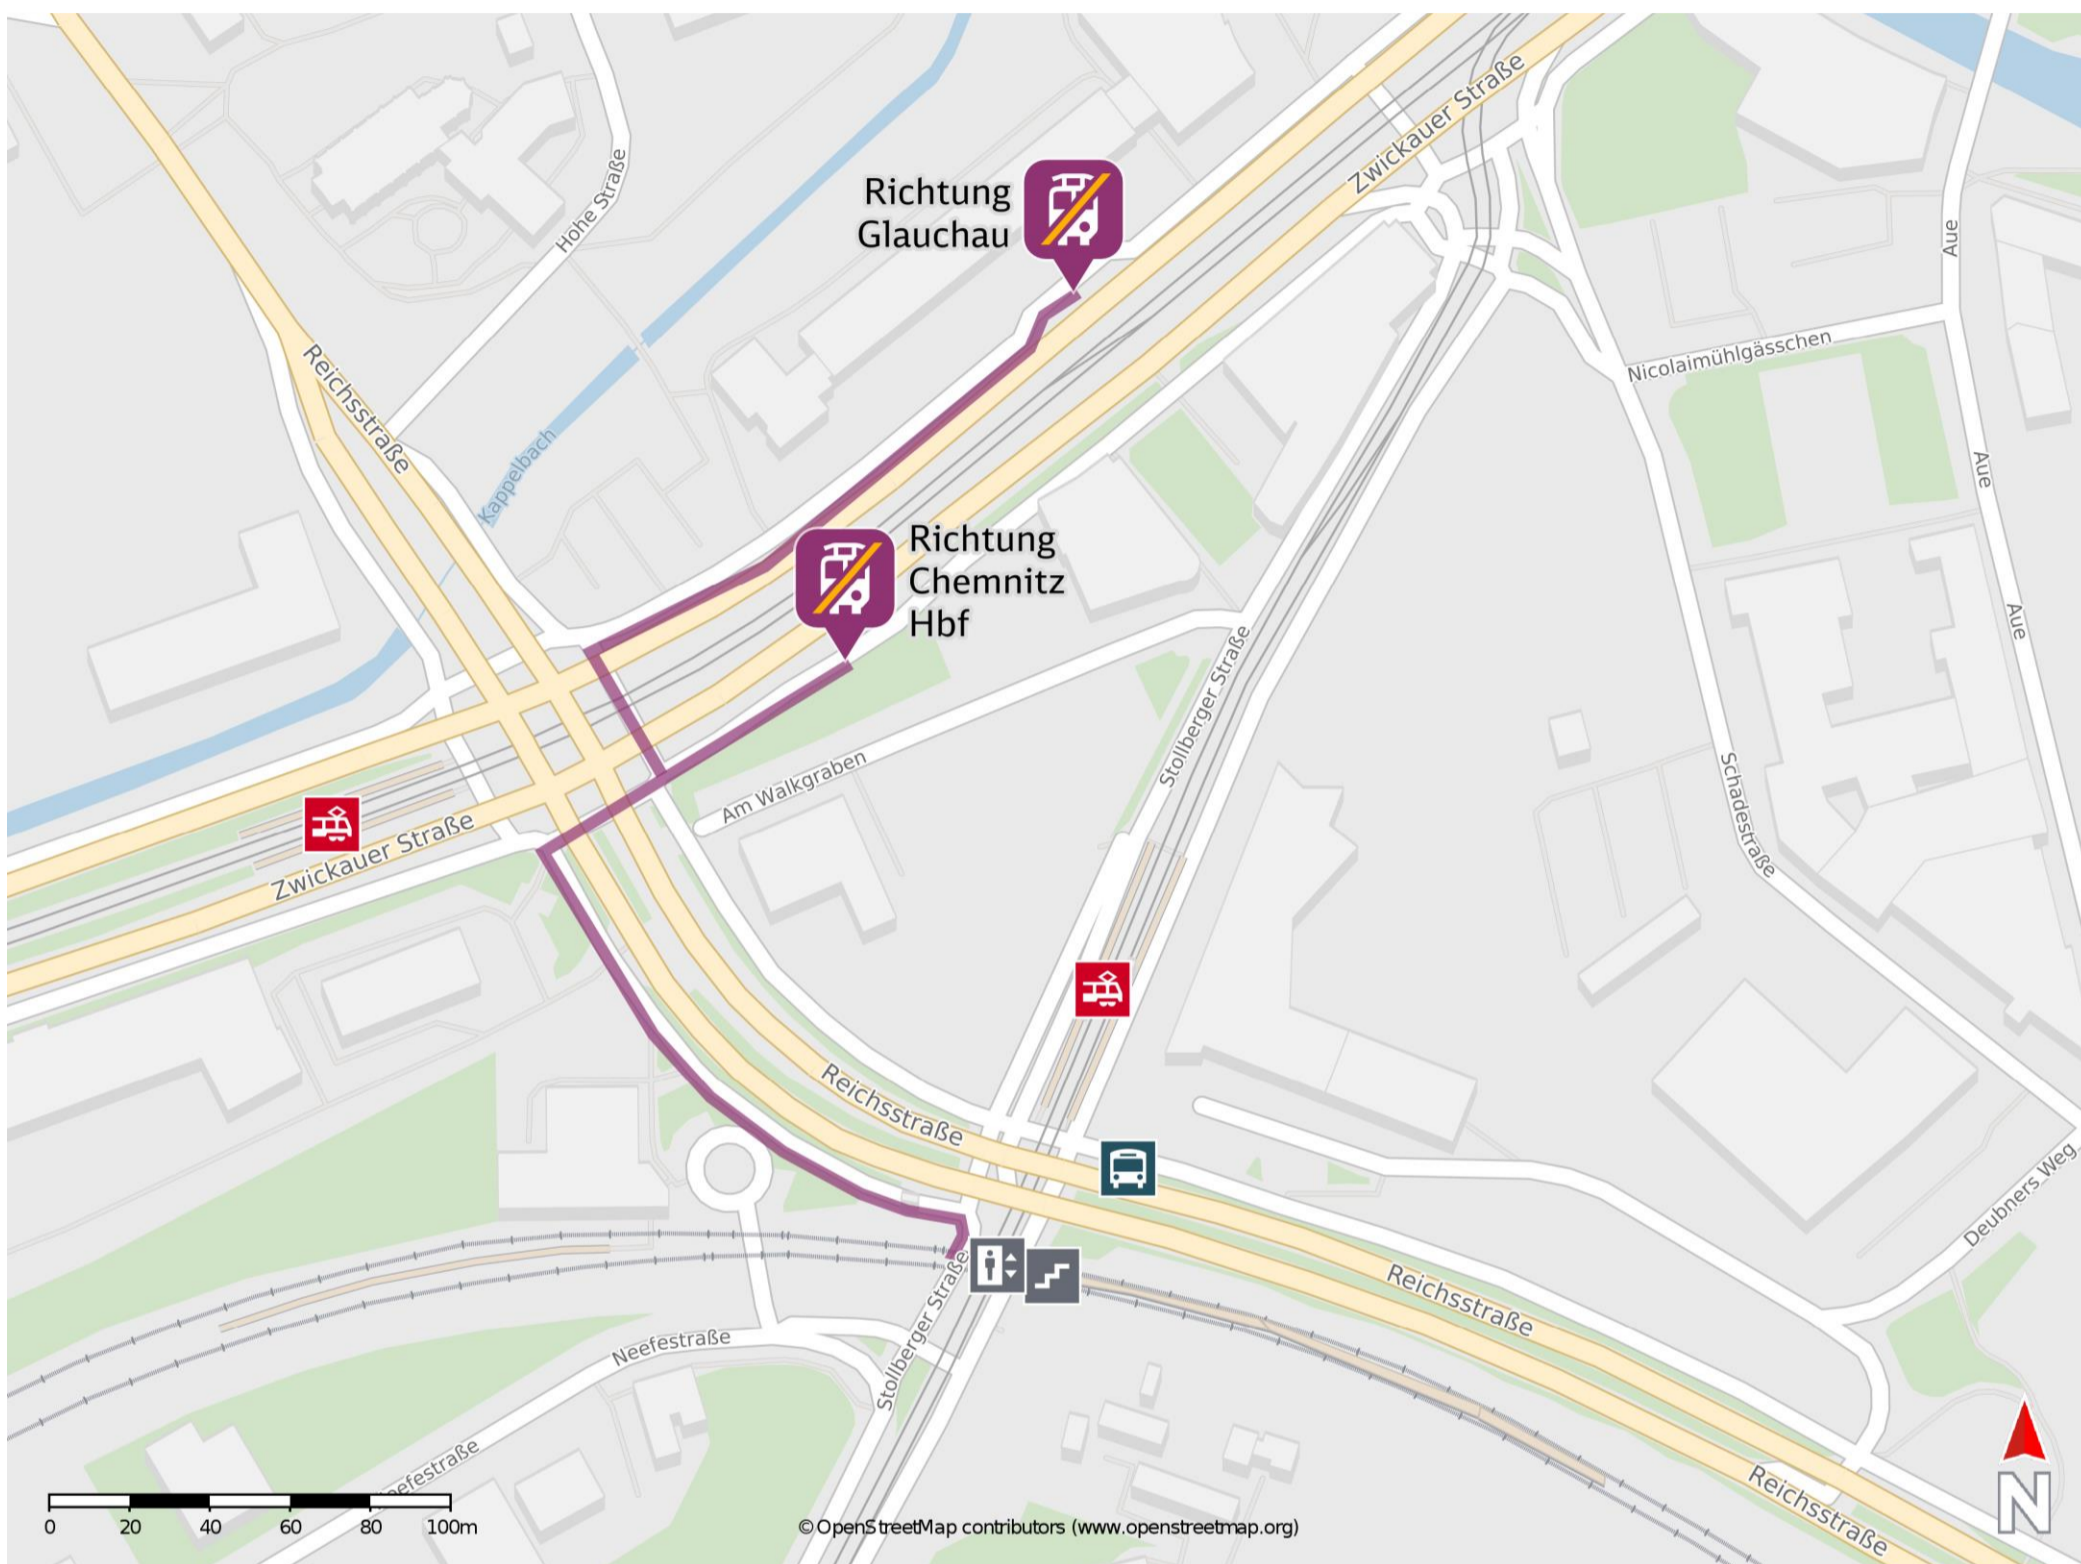 Zwickauer Straße
Hohe Straße
Richtung
Glauchau
Aue
Reichsstraße
Nicolaimühlgässchen
Kappelbach
Aue
Richtung
Chemnitz
Hbf
Aue
Stollberger Straße
Am Walkgraben
Schadestraße
Zwickauer Straße
Reichsstraße
Deubners Weg
Reichsstraße
Stollberger Straße
Neefestraße
eefestraße
Reichsstraße
N
0 20 40 60 80 100m
© OpenStreetMap contributors (www.openstreetmap.org)